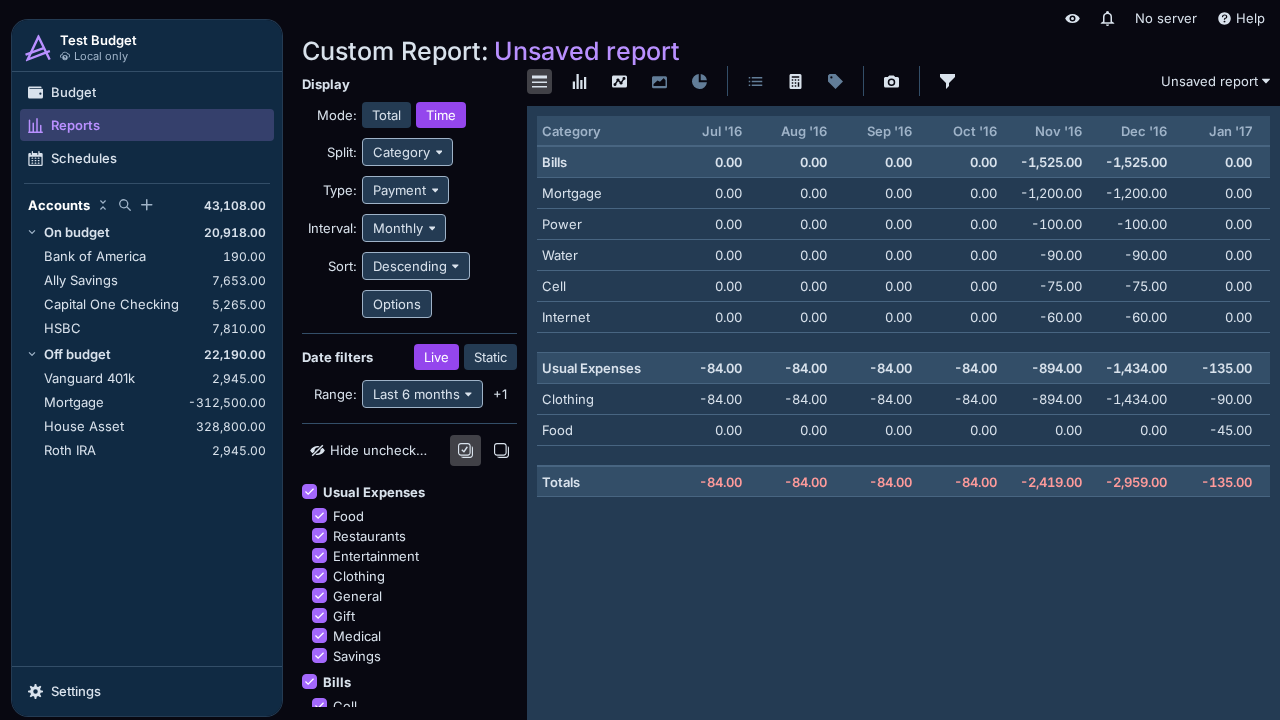 Test Budget
Local only
Budget
Reports
Schedules
Accounts 43,108.00
On budget 20,918.00
Bank of America 190.00
Ally Savings 7,653.00
Capital One Checking 5,265.00
HSBC 7,810.00
Off budget 22,190.00
Vanguard 401k 2,945.00
Mortgage -312,500.00
House Asset 328,800.00
Roth IRA 2,945.00
Settings
No server Help
Custom Report: Unsaved report
Display
Mode: Total Time
Split: Category
Type: Payment
Interval: Monthly
Sort: Descending
Options
Date filters Live Static
Range: Last 6 months +1
Hide uncheck...
Usual Expenses
Food
Restaurants
Entertainment
Clothing
General
Gift
Medical
Savings
Bills
Cell
Unsaved report
Category Jul '16 Aug '16 Sep '16 Oct '16 Nov '16 Dec '16 Jan '17
Bills 0.00 0.00 0.00 0.00 -1,525.00 -1,525.00 0.00
Mortgage 0.00 0.00 0.00 0.00 -1,200.00 -1,200.00 0.00
Power 0.00 0.00 0.00 0.00 -100.00 -100.00 0.00
Water 0.00 0.00 0.00 0.00 -90.00 -90.00 0.00
Cell 0.00 0.00 0.00 0.00 -75.00 -75.00 0.00
Internet 0.00 0.00 0.00 0.00 -60.00 -60.00 0.00
Usual Expenses -84.00 -84.00 -84.00 -84.00 -894.00 -1,434.00 -135.00
Clothing -84.00 -84.00 -84.00 -84.00 -894.00 -1,434.00 -90.00
Food 0.00 0.00 0.00 0.00 0.00 0.00 -45.00
Totals -84.00 -84.00 -84.00 -84.00 -2,419.00 -2,959.00 -135.00